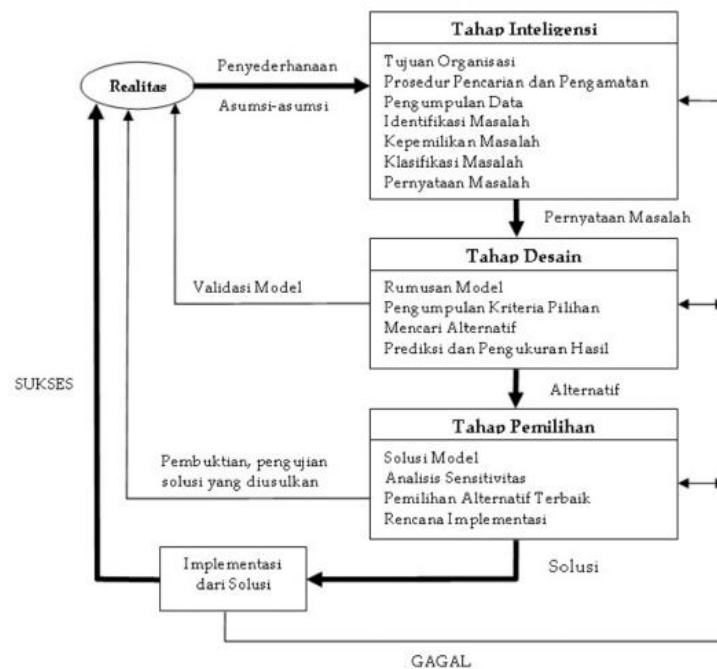 Tahap Inteligensi
Tujuan Organisasi
Prosedur Pencarian dan Pengamatan
Pengumpulan Data
Identifikasi Masalah
Kepemilikan Masalah
Klasifikasi Masalah
Pernyataan Masalah
Realitas
Penyederhanaan
Asumsi-asumsi
Pernyataan Masalah
Tahap Desain
Rumusan Model
Pengumpulan Kriteria Pilihan
Mencari Alternatif
Prediksi dan Pengukuran Hasil
Validasi Model
Alternatif
SUKSES
Tahap Pemilihan
Solusi Model
Analisis Sensitivitas
Pemilihan Alternatif Terbaik
Rencana Implementasi
Pembuktian, pengujian
solusi yang diusulkan
Solusi
Implementasi
dari Solusi
GAGAL